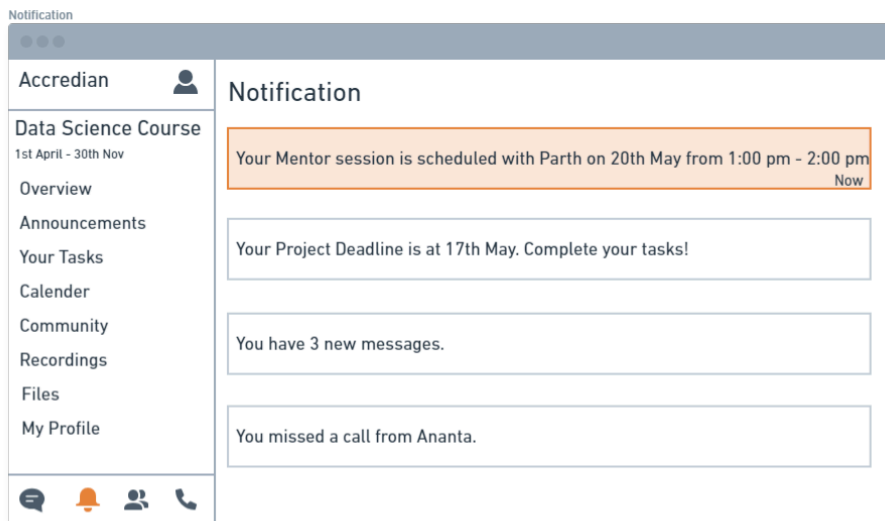 Notification
Accredian
Data Science Course
1st April - 30th Nov
Overview
Announcements
Your Tasks
Calender
Community
Recordings
Files
My Profile
Notification
Your Mentor session is scheduled with Parth on 20th May from 1:00 pm - 2:00 pm
Now
Your Project Deadline is at 17th May. Complete your tasks!
You have 3 new messages.
You missed a call from Ananta.